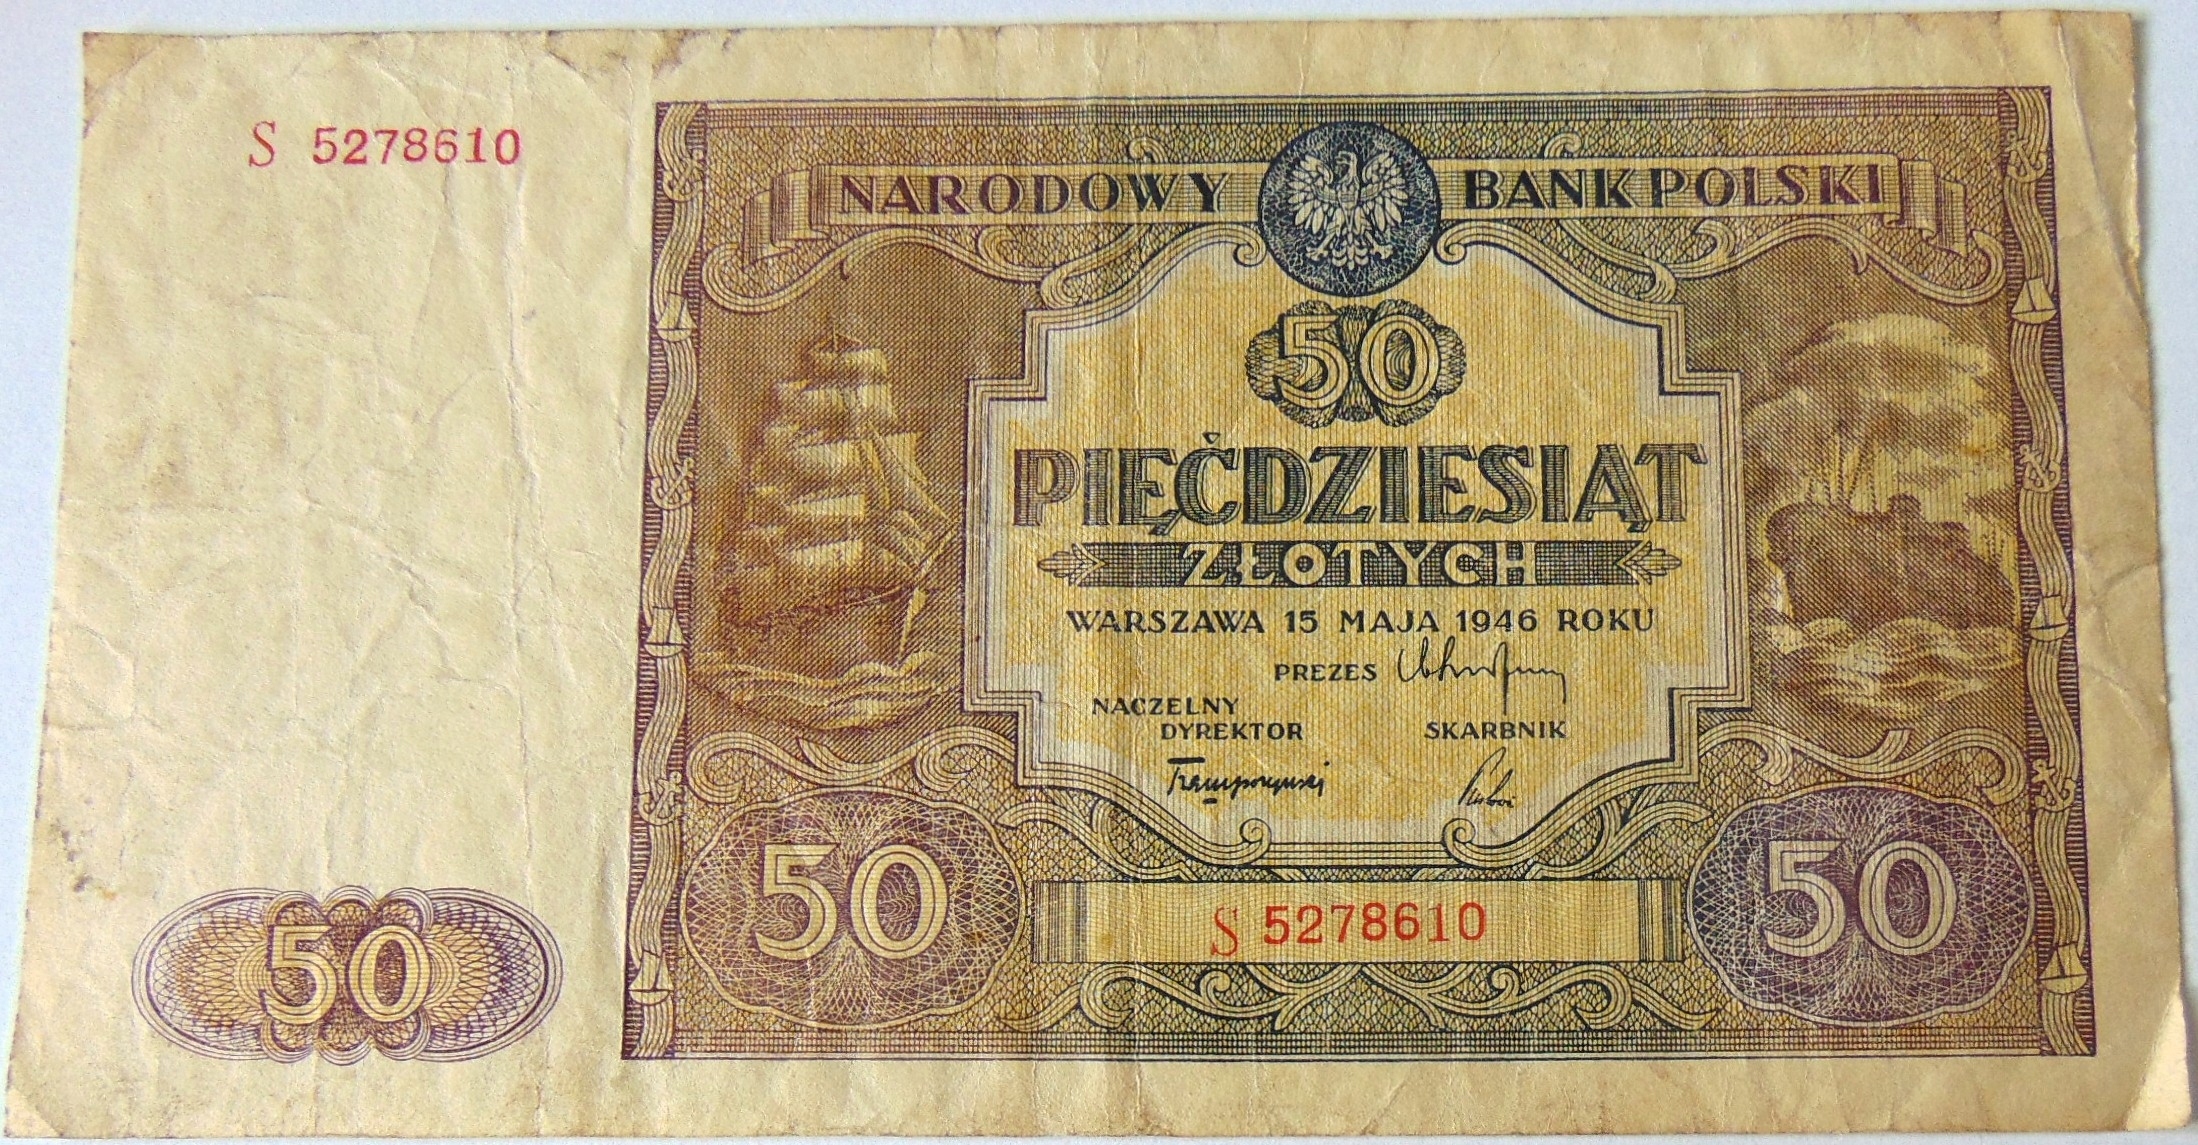 S 5278610
NARODOWY BANK POLSKI
50
PIĘĆDZIESIĄT
ZŁOTYCH
WARSZAWA 15 MAJA 1946 ROKU
PREZES
NACZELNY
DYREKTOR
SKARBNIK
50
S 5278610
50
50